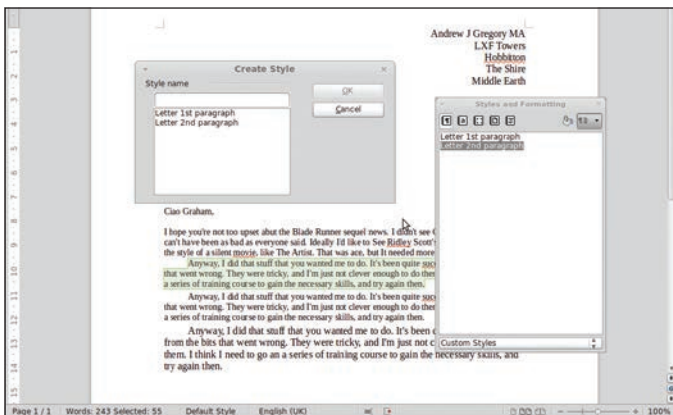 Andrew J Gregory MA
LXF Towers
Hobbitton
The Shire
Middle Earth
Create Style
Style name
OK
Cancel
Letter 1st paragraph
Letter 2nd paragraph
Styles and Formatting
Letter 1st paragraph
Letter 2nd paragraph
Custom Styles
Ciao Graham,
I hope you're not too upset abut the Blade Runner sequel news. I didn't see
can't have been as bad as everyone said. Ideally I'd like to See Ridley Scott's
the style of a silent movie, like The Artist. That was ace, but It needed more
Anyway, I did that stuff that you wanted me to do. It's been quite
that went wrong. They were tricky, and I'm just not clever enough to do
a series of training course to gain the necessary skills, and try again then.
Anyway, I did that stuff that you wanted me to do. It's been quite
that went wrong. They were tricky, and I'm just not clever enough to do
a series of training course to gain the necessary skills, and try again then.
Anyway, I did that stuff that you wanted me to do. It's been
from the bits that went wrong. They were tricky, and I'm just not
them. I think I need to go an a series of training course to gain the necessary skills, and
try again then.
Page 1 / 1 Words: 243 Selected: 55 Default Style English (UK) 100%